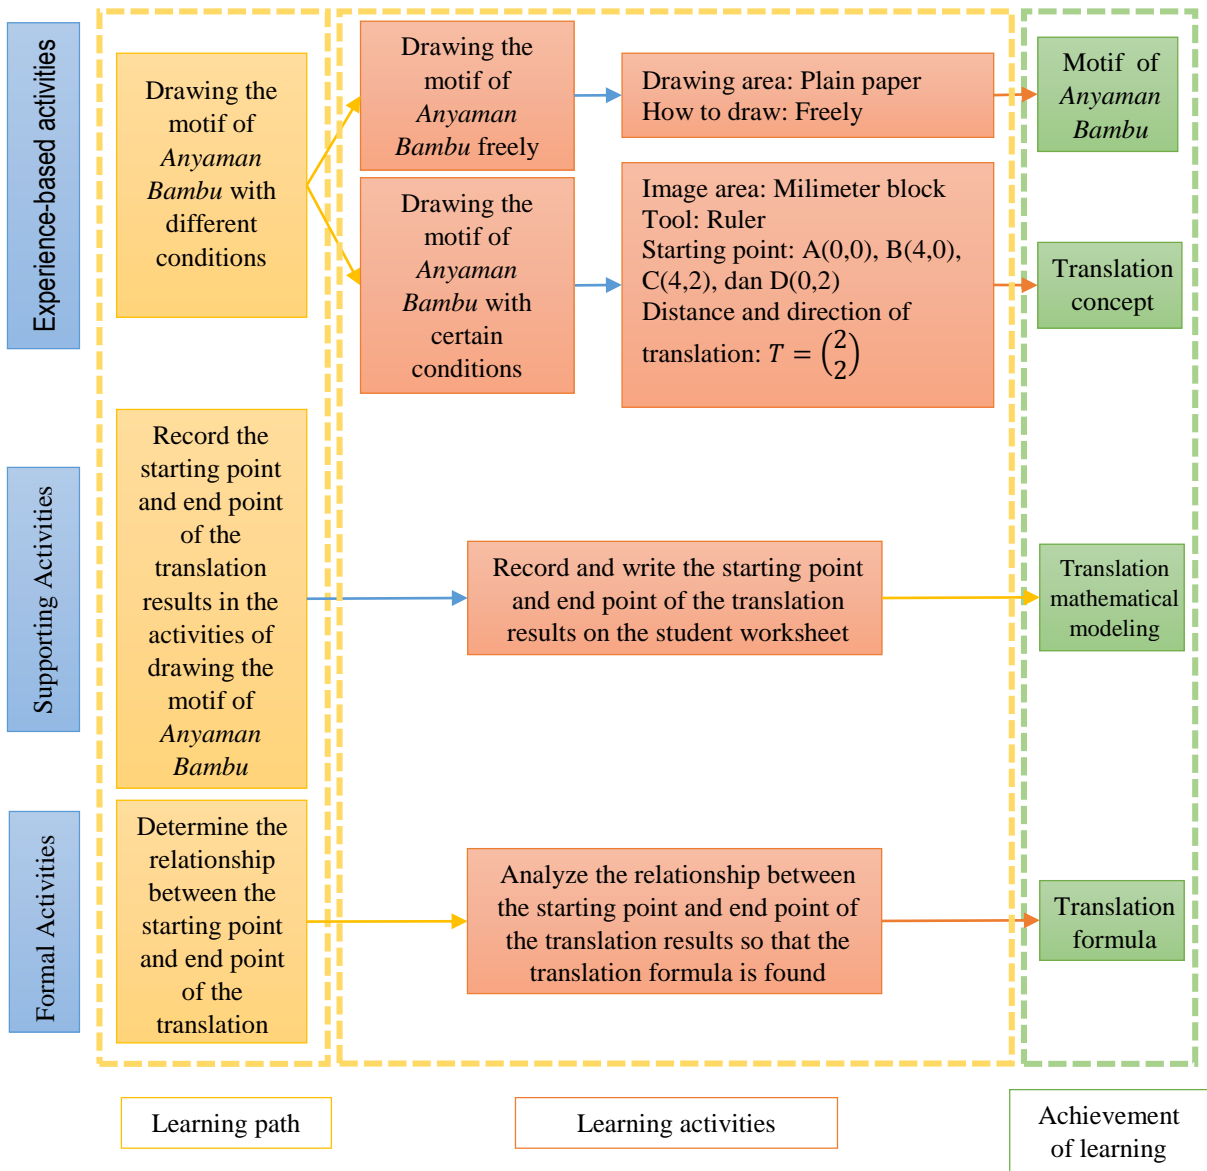 Experience-based activities
Drawing the
motif of
Anyaman
Bambu with
different
conditions
Drawing the
motif of
Anyaman
Bambu freely
Drawing area: Plain paper
How to draw: Freely
Motif of
Anyaman
Bambu
Drawing the
motif of
Anyaman
Bambu with
certain
conditions
Image area: Milimeter block
Tool: Ruler
Starting point: A(0,0), B(4,0),
C(4,2), dan D(0,2)
Distance and direction of
translation: T = (2 2)
Translation
concept
Supporting Activities
Record the
starting point
and end point
of the
translation
results in the
activities of
drawing the
motif of
Anyaman
Bambu
Record and write the starting point
and end point of the translation
results on the student worksheet
Translation
mathematical
modeling
Formal Activities
Determine the
relationship
between the
starting point
and end point
of the
translation
Analyze the relationship between
the starting point and end point of
the translation results so that the
translation formula is found
Translation
formula
Learning path
Learning activities
Achievement
of learning